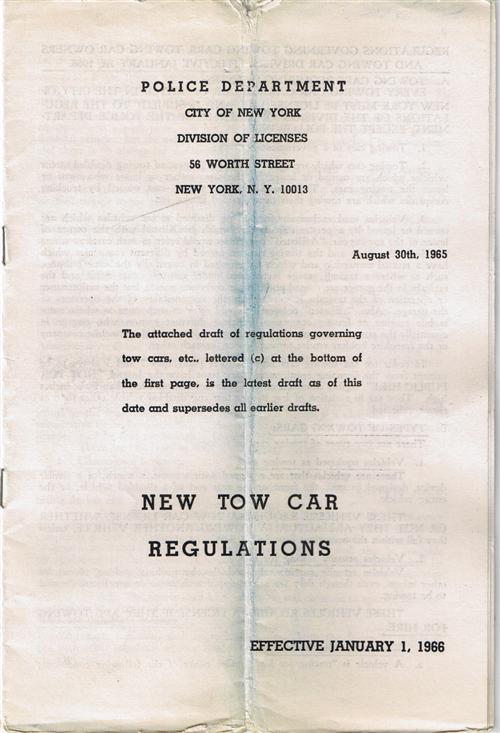 POLICE DEPARTMENT
CITY OF NEW YORK
DIVISION OF LICENSES
56 WORTH STREET
NEW YORK, N. Y. 10013
August 30th, 1965
The attached draft of regulations governing
tow cars, etc., lettered (c) at the bottom of
the first page, is the latest draft as of this
date and supersedes all earlier drafts.
NEW TOW CAR
REGULATIONS
EFFECTIVE JANUARY 1, 1966